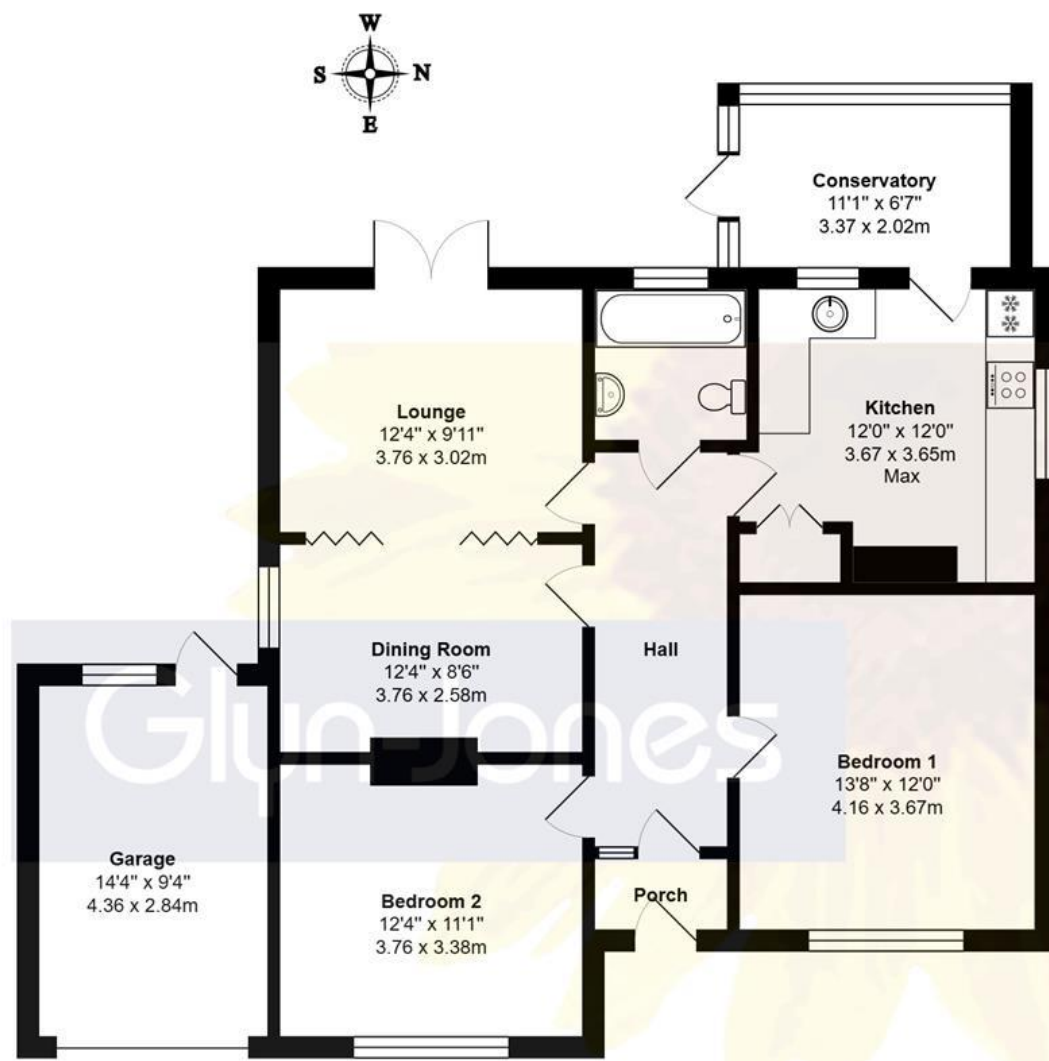 W
S N
E
Conservatory
11'1" x 6'7"
3.37 x 2.02m
Lounge
12'4" x 9'11"
3.76 x 3.02m
Kitchen
12'0" x 12'0"
3.67 x 3.65m
Max
Dining Room
12'4" x 8'6"
3.76 x 2.58m
Hall
Glyn-Jones
Bedroom 1
13'8" x 12'0"
4.16 x 3.67m
Garage
14'4" x 9'4"
4.36 x 2.84m
Bedroom 2
12'4" x 11'1"
3.76 x 3.38m
Porch